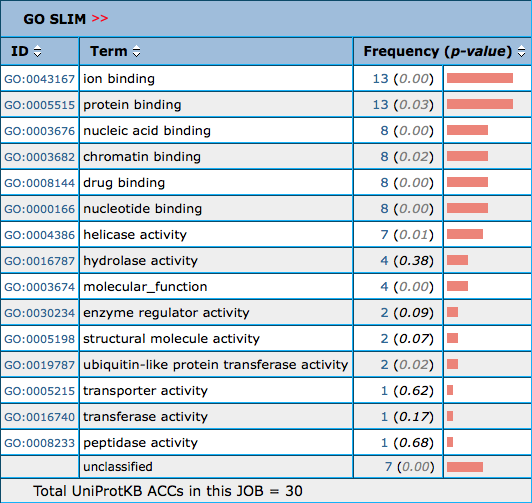 GO SLIM >>
ID Term Frequency (p-value)
GO:0043167 ion binding 13 (0.00)
GO:0005515 protein binding 13 (0.03)
GO:0003676 nucleic acid binding 8 (0.00)
GO:0003682 chromatin binding 8 (0.02)
GO:0008144 drug binding 8 (0.00)
GO:0000166 nucleotide binding 8 (0.00)
GO:0004386 helicase activity 7 (0.01)
GO:0016787 hydrolase activity 4 (0.38)
GO:0003674 molecular_function 4 (0.00)
GO:0030234 enzyme regulator activity 2 (0.09)
GO:0005198 structural molecule activity 2 (0.07)
GO:0019787 ubiquitin-like protein transferase activity 2 (0.02)
GO:0005215 transporter activity 1 (0.62)
GO:0016740 transferase activity 1 (0.17)
GO:0008233 peptidase activity 1 (0.68)
unclassified 7 (0.00)
Total UniProtKB ACCs in this JOB = 30